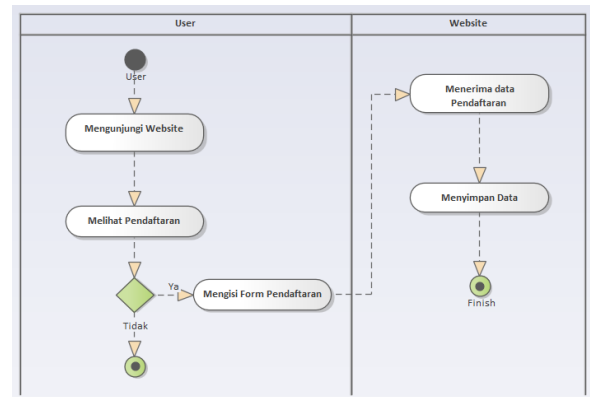 User
Website
User
Mengunjungi Website
Melihat Pendaftaran
Ya
Mengisi Form Pendaftaran
Tidak
Menerima data
Pendaftaran
Menyimpan Data
Finish